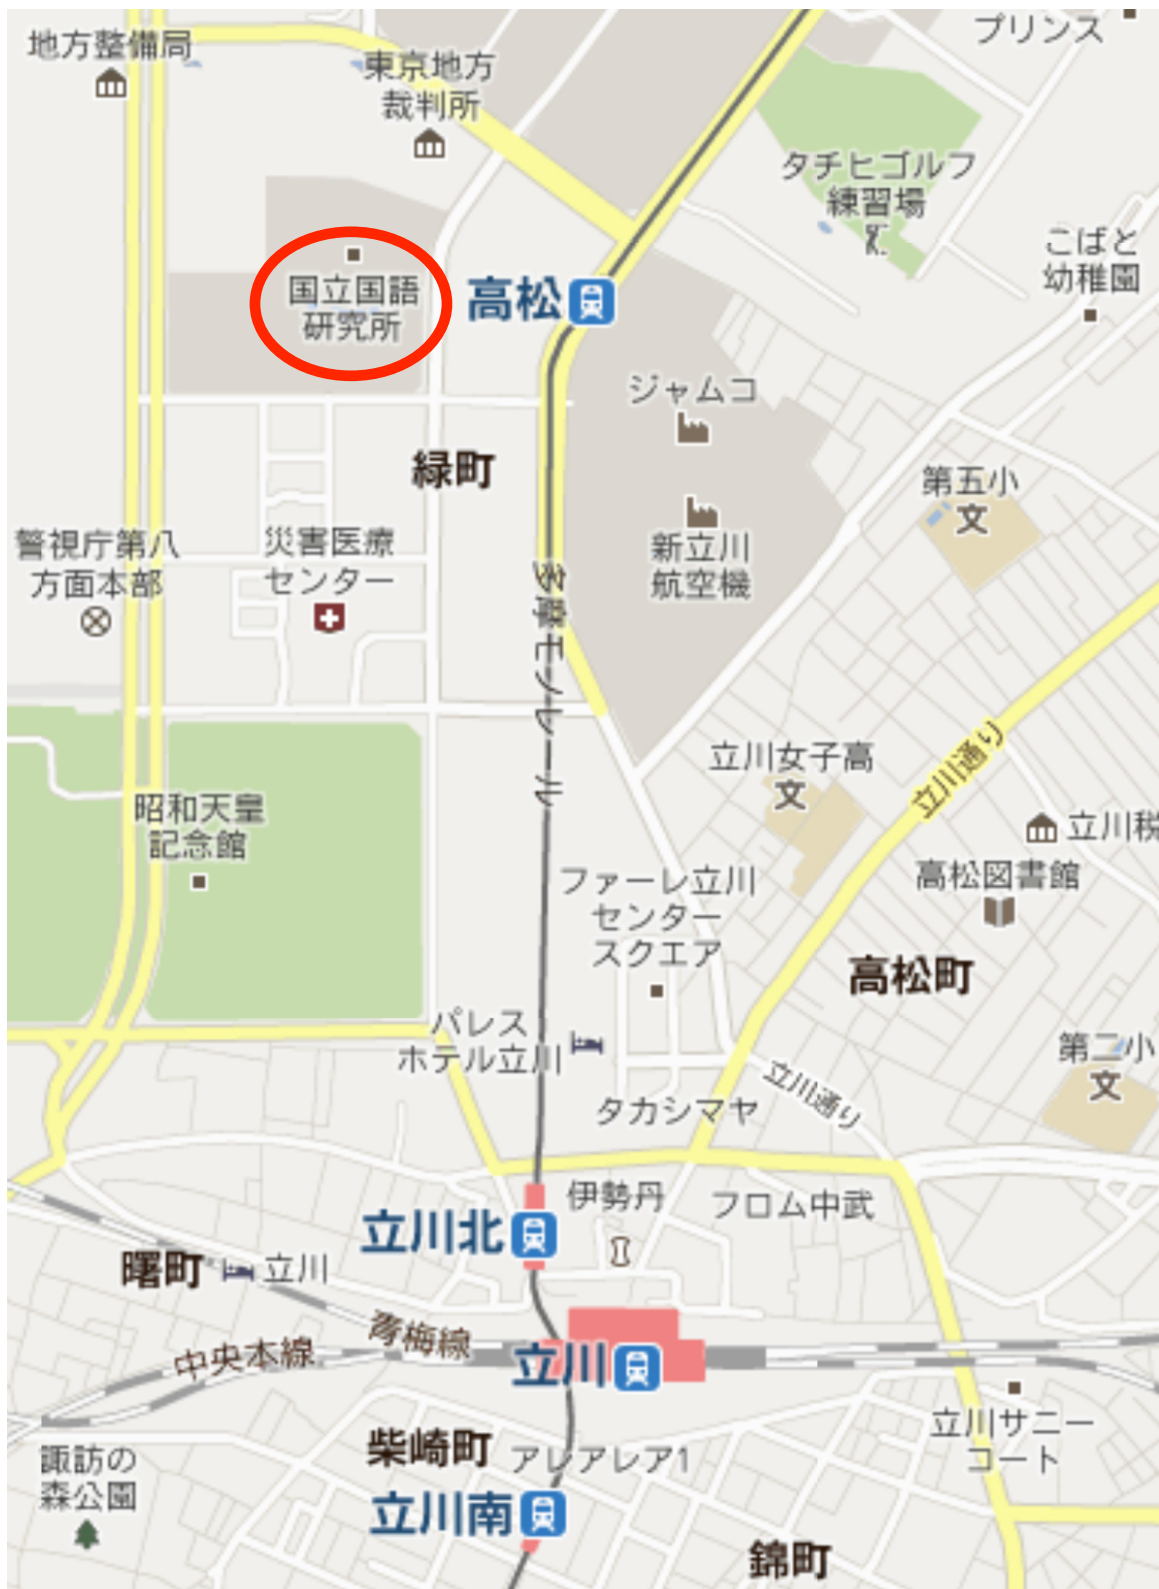 プリンス
地方整備局
東京地方
裁判所
タチヒゴルフ
練習場
こばと
幼稚園
国立国語
研究所
高松
ジャムコ
緑町
第五小
文
警視庁第八
方面本部
災害医療
センター
新立川
航空機
多摩モノレール
立川女子高
文
立川通り
昭和天皇
記念館
立川税
ファーレ立川
センター
スクエア
高松図書館
高松町
パレス
ホテル立川
第二小
文
立川通り
タカシマヤ
伊勢丹
フロム中武
立川北
曙町
立川
青梅線
中央本線
立川
立川サニー
コート
柴崎町
アレアレア1
諏訪の
森公園
立川南
錦町